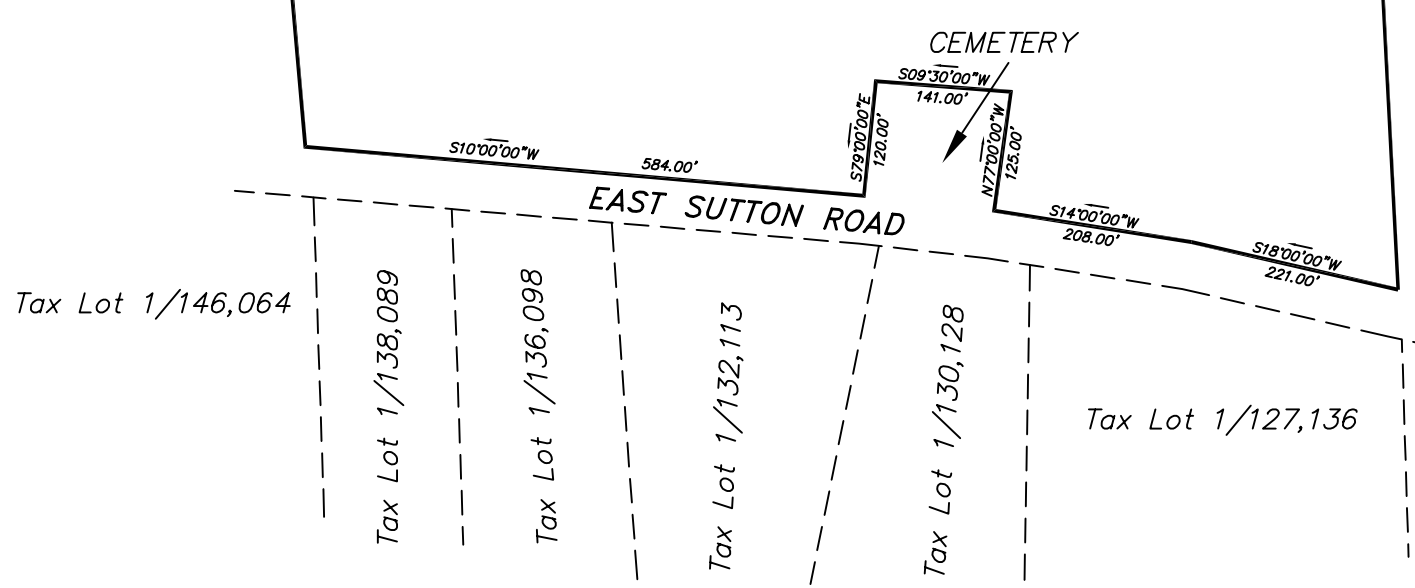 CEMETERY
S09°30'00"W
141.00'
S79°00'00"E
120.00'
N77°00'00"W
125.00'
S10°00'00"W
584.00'
EAST SUTTON ROAD
S14°00'00"W
208.00'
S18°00'00"W
221.00'
Tax Lot 1/146,064
Tax Lot 1/138,089
Tax Lot 1/136,098
Tax Lot 1/132,113
Tax Lot 1/130,128
Tax Lot 1/127,136